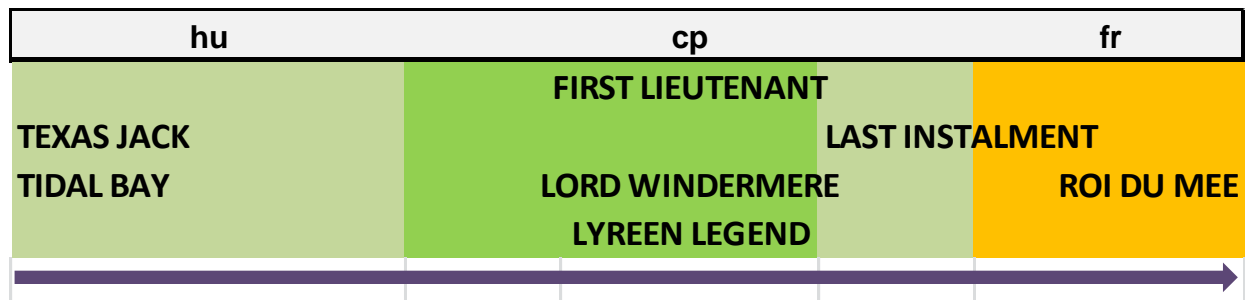 hu cp fr
FIRST LIEUTENANT
TEXAS JACK LAST INSTALMENT
TIDAL BAY LORD WINDERMERE ROI DU MEE
LYREEN LEGEND